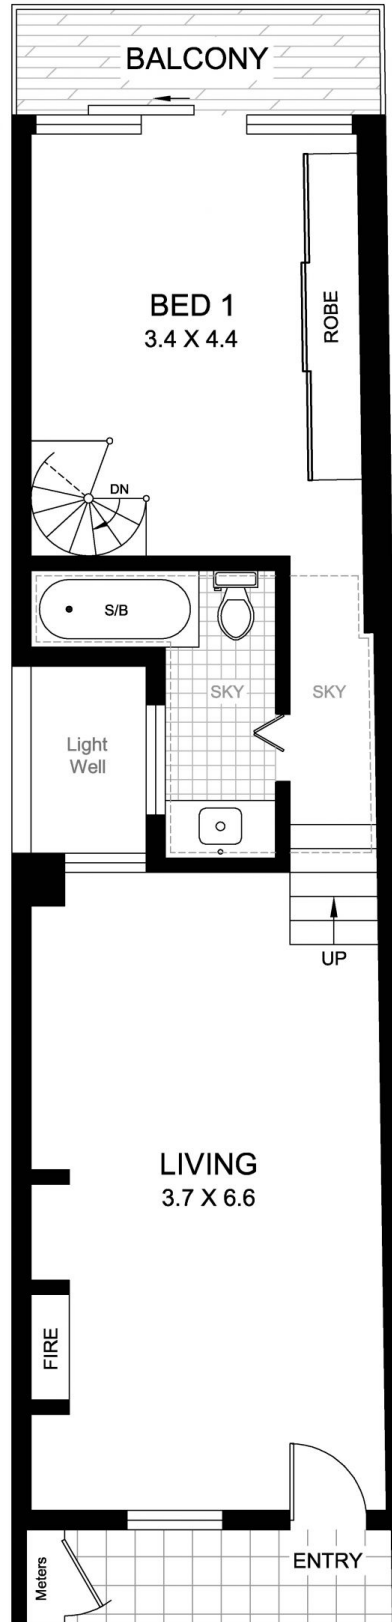 BALCONY
BED 1
3.4 X 4.4
ROBE
DN
S/B
SKY
SKY
Light
Well
UP
LIVING
3.7 X 6.6
FIRE
ENTRY
Meters